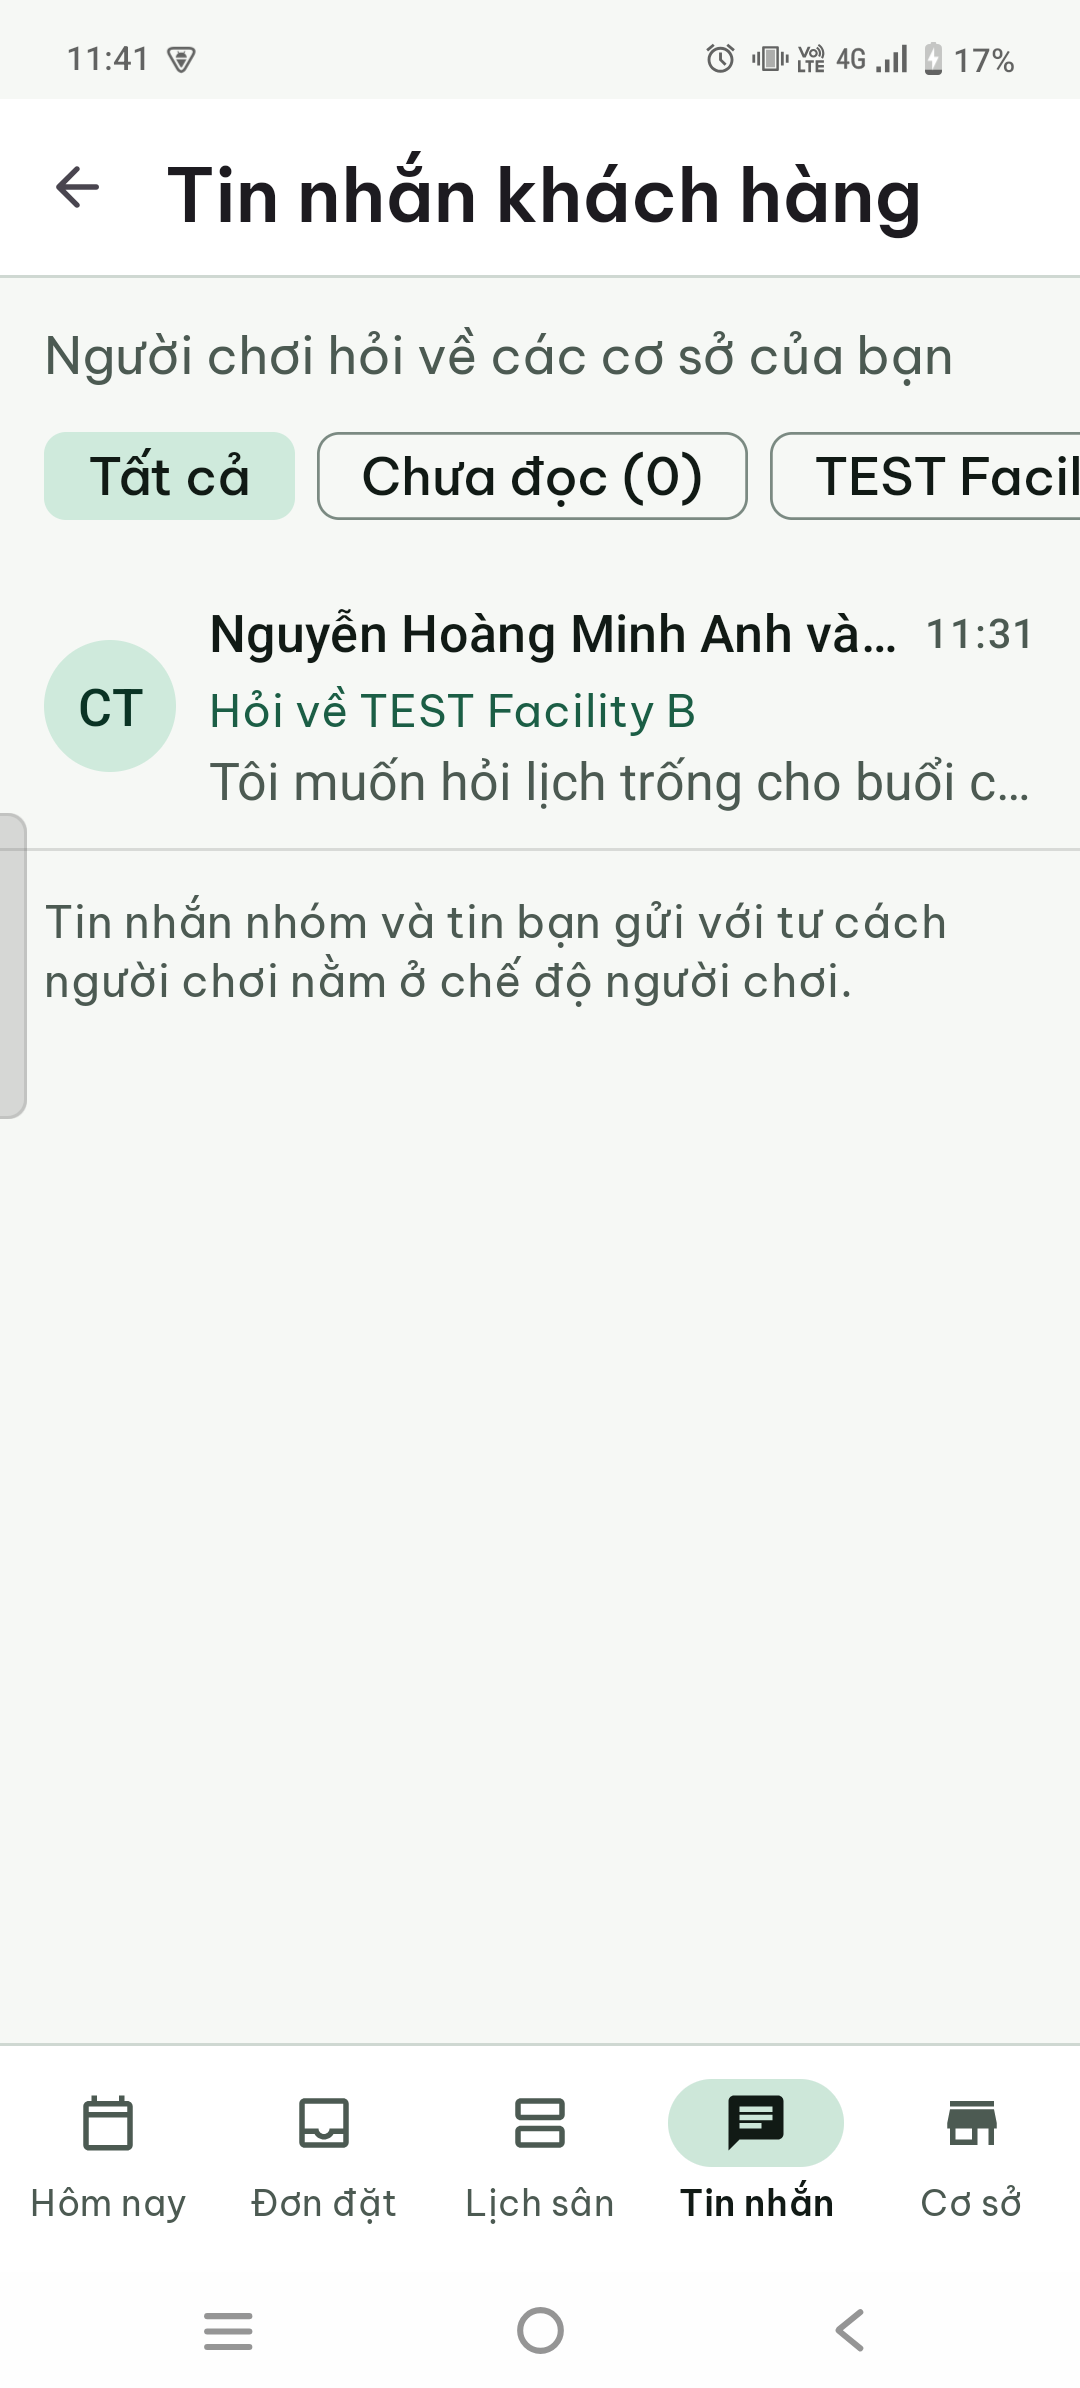 11:41
VoLTE 4G 17%
Tin nhắn khách hàng
Người chơi hỏi về các cơ sở của bạn
Tất cả Chưa đọc (0) TEST Facil
Nguyễn Hoàng Minh Anh và... 11:31
CT
Hỏi về TEST Facility B
Tôi muốn hỏi lịch trống cho buổi c...
Tin nhắn nhóm và tin bạn gửi với tư cách
người chơi nằm ở chế độ người chơi.
Hôm nay Đơn đặt Lịch sân Tin nhắn Cơ sở